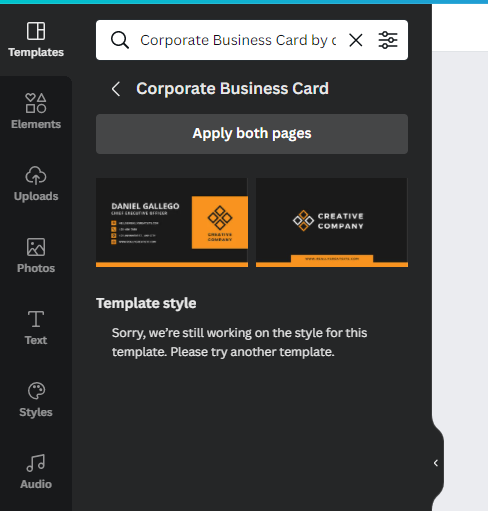 Templates
Elements
Uploads
Photos
Text
Styles
Audio
Corporate Business Card by
Corporate Business Card
Apply both pages
DANIEL GALLEGO
CHIEF EXECUTIVE OFFICER
CREATIVE
COMPANY
CREATIVE
COMPANY
Template style
Sorry, we're still working on the style for this
template. Please try another template.